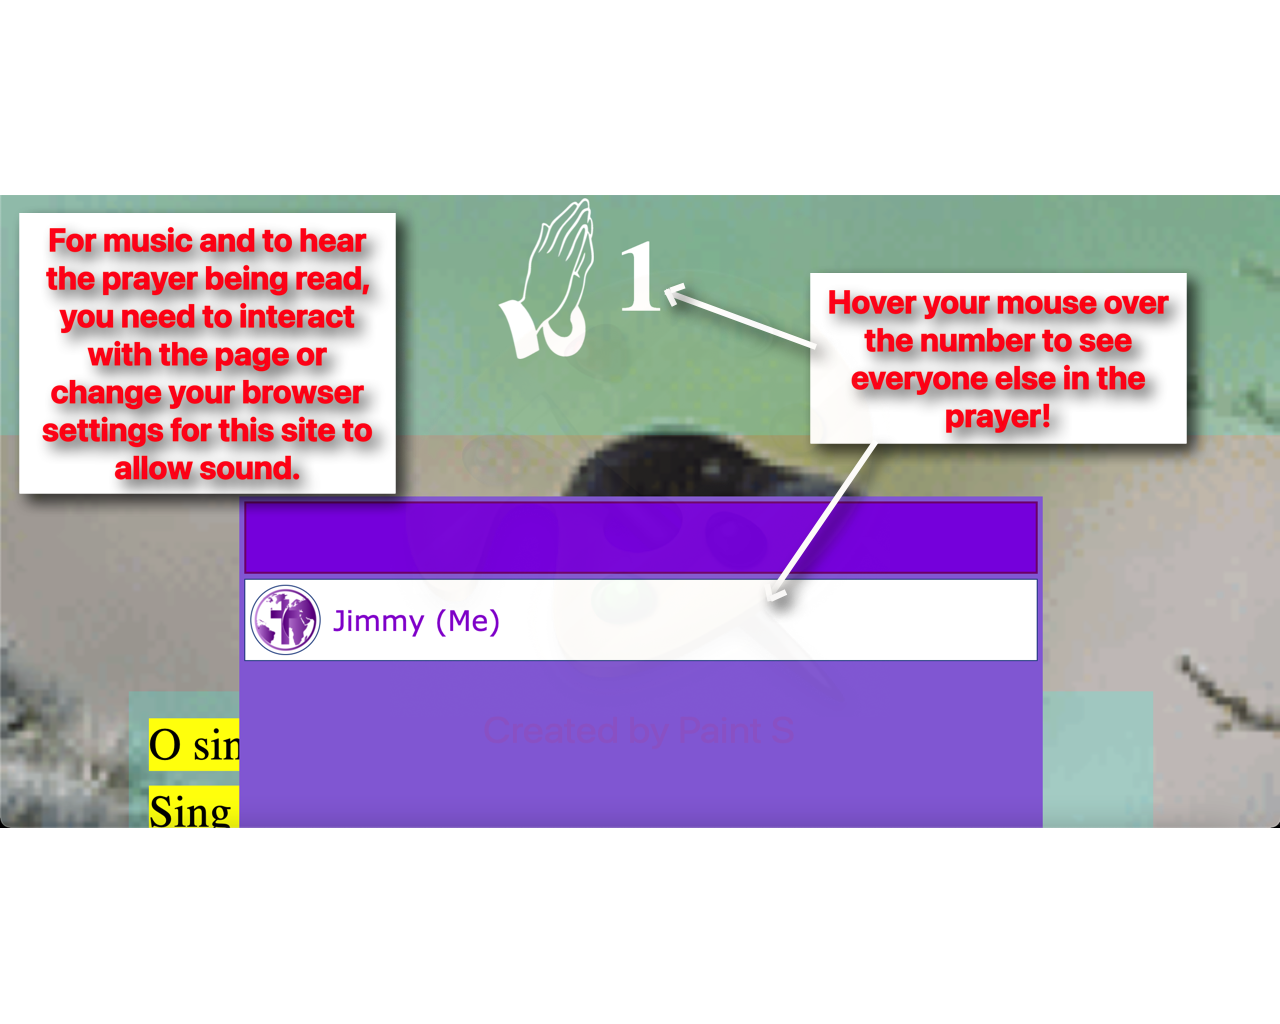 For music and to hear
the prayer being read,
you need to interact
with the page or
change your browser
settings for this site to
allow sound.
1
Hover your mouse over
the number to see
everyone else in the
prayer!
Jimmy (Me)
Created by Paint S
O sin
Sing